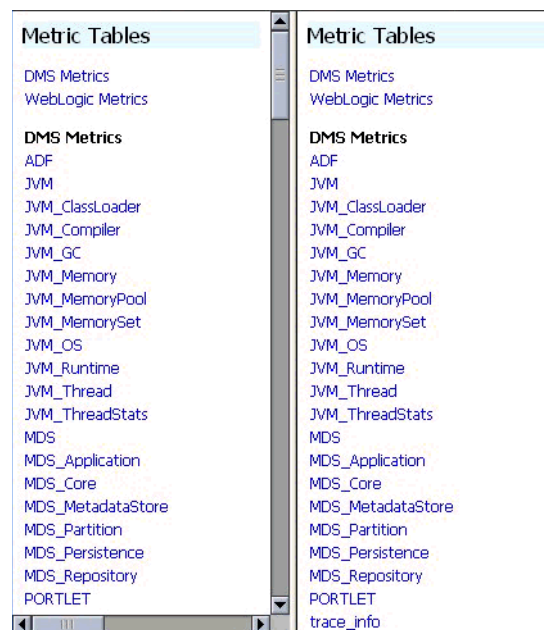 Metric Tables
DMS Metrics
WebLogic Metrics
DMS Metrics
ADF
JVM
JVM_ClassLoader
JVM_Compiler
JVM_GC
JVM_Memory
JVM_MemoryPool
JVM_MemorySet
JVM_OS
JVM_Runtime
JVM_Thread
JVM_ThreadStats
MDS
MDS_Application
MDS_Core
MDS_MetadataStore
MDS_Partition
MDS_Persistence
MDS_Repository
PORTLET
Metric Tables
DMS Metrics
WebLogic Metrics
DMS Metrics
ADF
JVM
JVM_ClassLoader
JVM_Compiler
JVM_GC
JVM_Memory
JVM_MemoryPool
JVM_MemorySet
JVM_OS
JVM_Runtime
JVM_Thread
JVM_ThreadStats
MDS
MDS_Application
MDS_Core
MDS_MetadataStore
MDS_Partition
MDS_Persistence
MDS_Repository
PORTLET
trace_info